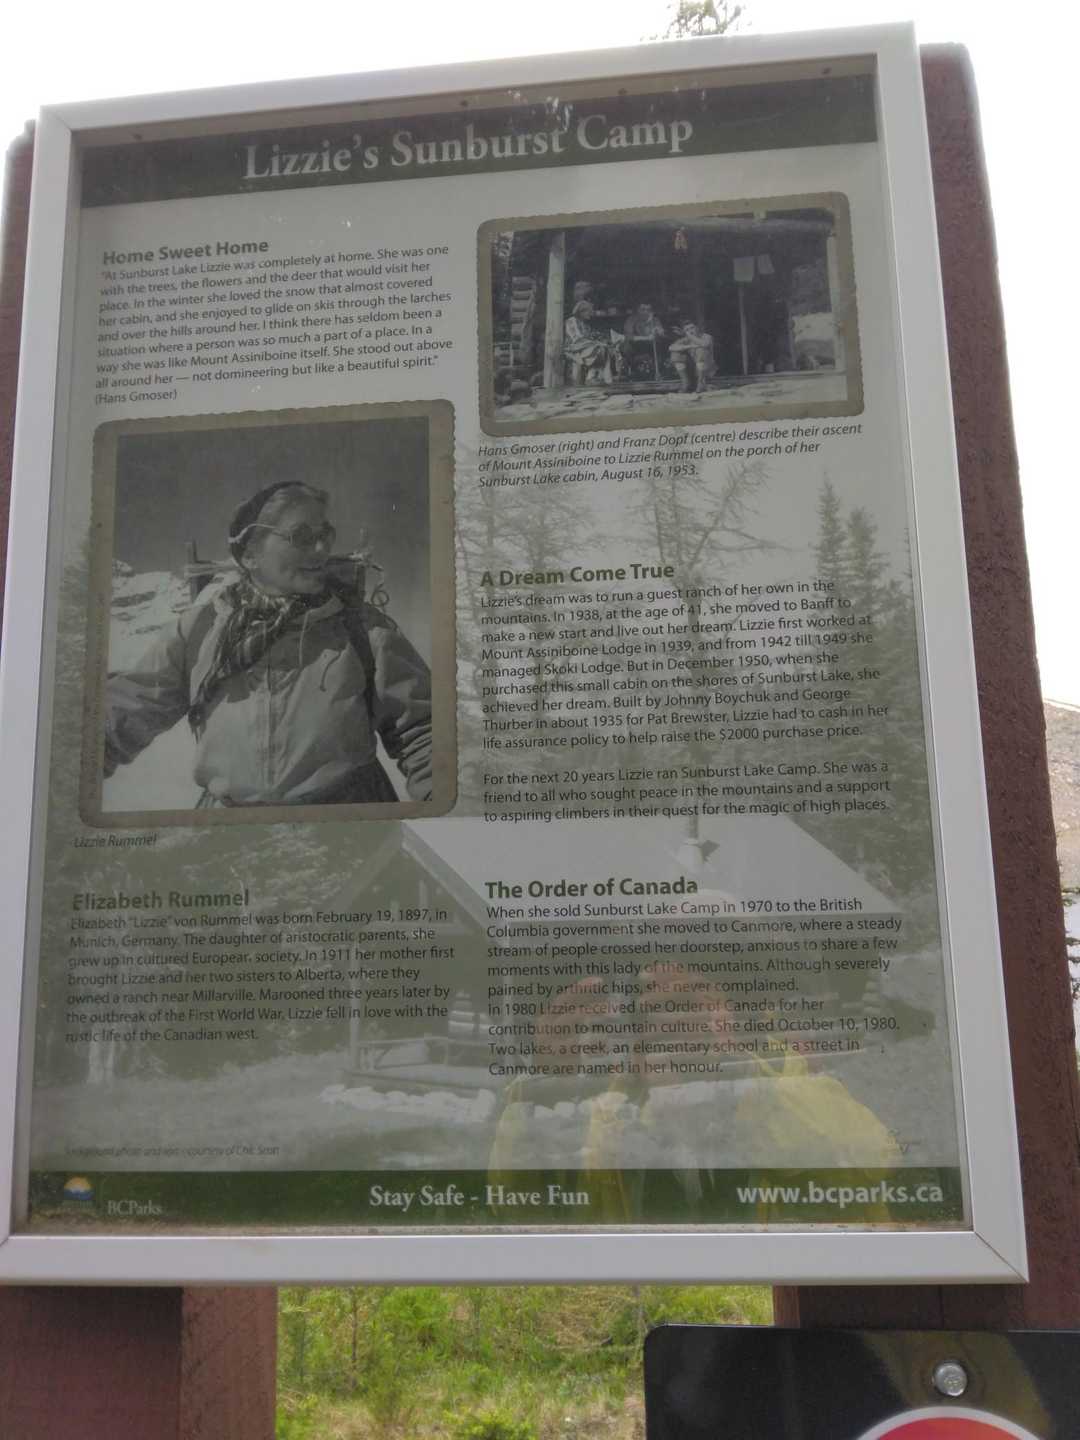 Lizzie's Sunburst Camp
Home Sweet Home
"At Sunburst Lake Lizzie was completely at home. She was one
with the trees, the flowers and the deer that would visit her
place. In the winter she loved the snow that almost covered
her cabin, and she enjoyed to glide on skis through the larches
and over the hills around her. I think there has seldom been a
situation where a person was so much a part of a place. In a
way she was like Mount Assiniboine itself. She stood out above
all around her — not domineering but like a beautiful spirit."
(Hans Gmoser)
Lizzie Rummel
Elizabeth Rummel
Elizabeth "Lizzie" von Rummel was born February 19, 1897, in
Munich, Germany. The daughter of aristocratic parents, she
grew up in cultured European society. In 1911 her mother first
brought Lizzie and her two sisters to Alberta, where they
owned a ranch near Millarville. Marooned three years later by
the outbreak of the First World War, Lizzie fell in love with the
rustic life of the Canadian west.
Hans Gmoser (right) and Franz Dopf (centre) describe their ascent
of Mount Assiniboine to Lizzie Rummel on the porch of her
Sunburst Lake cabin, August 16, 1953.
A Dream Come True
Lizzie's dream was to run a guest ranch of her own in the
mountains. In 1938, at the age of 41, she moved to Banff to
make a new start and live out her dream. Lizzie first worked at
Mount Assiniboine Lodge in 1939, and from 1942 till 1949 she
managed Skoki Lodge. But in December 1950, when she
purchased this small cabin on the shores of Sunburst Lake, she
achieved her dream. Built by Johnny Boychuk and George
Thurber in about 1935 for Pat Brewster, Lizzie had to cash in her
life assurance policy to help raise the $2000 purchase price.
For the next 20 years Lizzie ran Sunburst Lake Camp. She was a
friend to all who sought peace in the mountains and a support
to aspiring climbers in their quest for the magic of high places.
The Order of Canada
When she sold Sunburst Lake Camp in 1970 to the British
Columbia government she moved to Canmore, where a steady
stream of people crossed her doorstep, anxious to share a few
moments with this lady of the mountains. Although severely
pained by arthritic hips, she never complained.
In 1980 Lizzie received the Order of Canada for her
contribution to mountain culture. She died October 10, 1980.
Two lakes, a creek, an elementary school and a street in
Canmore are named in her honour.
Background photo and text - courtesy of Chic Scott
BCParks
Stay Safe - Have Fun
www.bcparks.ca